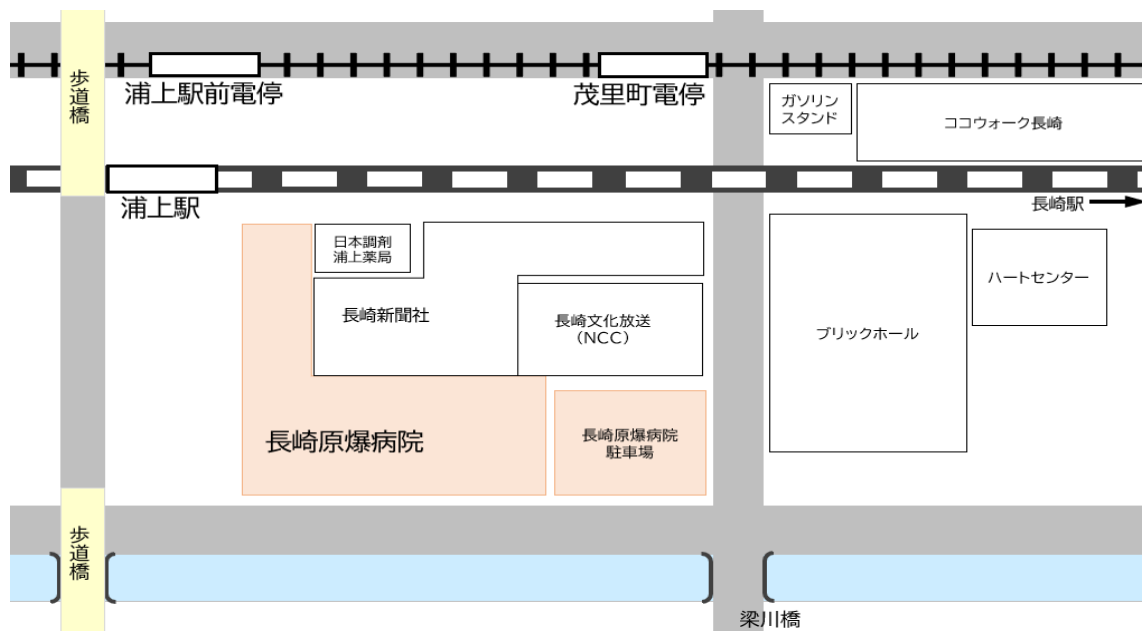 歩道橋
浦上駅前電停
茂里町電停
ガソリン
スタンド
ココウォーク長崎
浦上駅
長崎駅
日本調剤
浦上薬局
長崎新聞社
長崎文化放送
（NCC）
ブリックホール
ハートセンター
長崎原爆病院
長崎原爆病院
駐車場
歩道橋
梁川橋